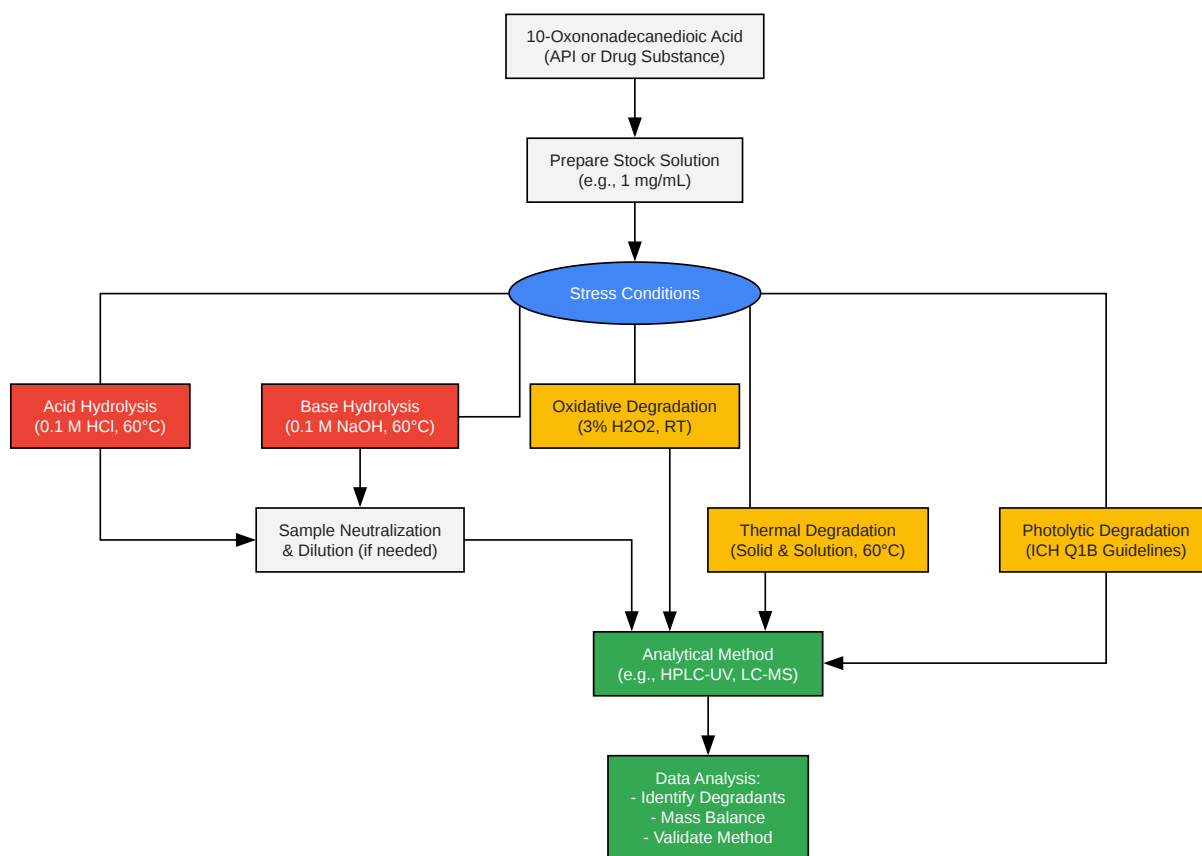 10-Oxononadecanedioic Acid
(API or Drug Substance)
Prepare Stock Solution
(e.g., 1 mg/mL)
Stress Conditions
Acid Hydrolysis
(0.1 M HCl, 60°C)
Base Hydrolysis
(0.1 M NaOH, 60°C)
Oxidative Degradation
(3% H2O2, RT)
Sample Neutralization
& Dilution (if needed)
Thermal Degradation
(Solid & Solution, 60°C)
Photolytic Degradation
(ICH Q1B Guidelines)
Analytical Method
(e.g., HPLC-UV, LC-MS)
Data Analysis:
- Identify Degradants
- Mass Balance
- Validate Method